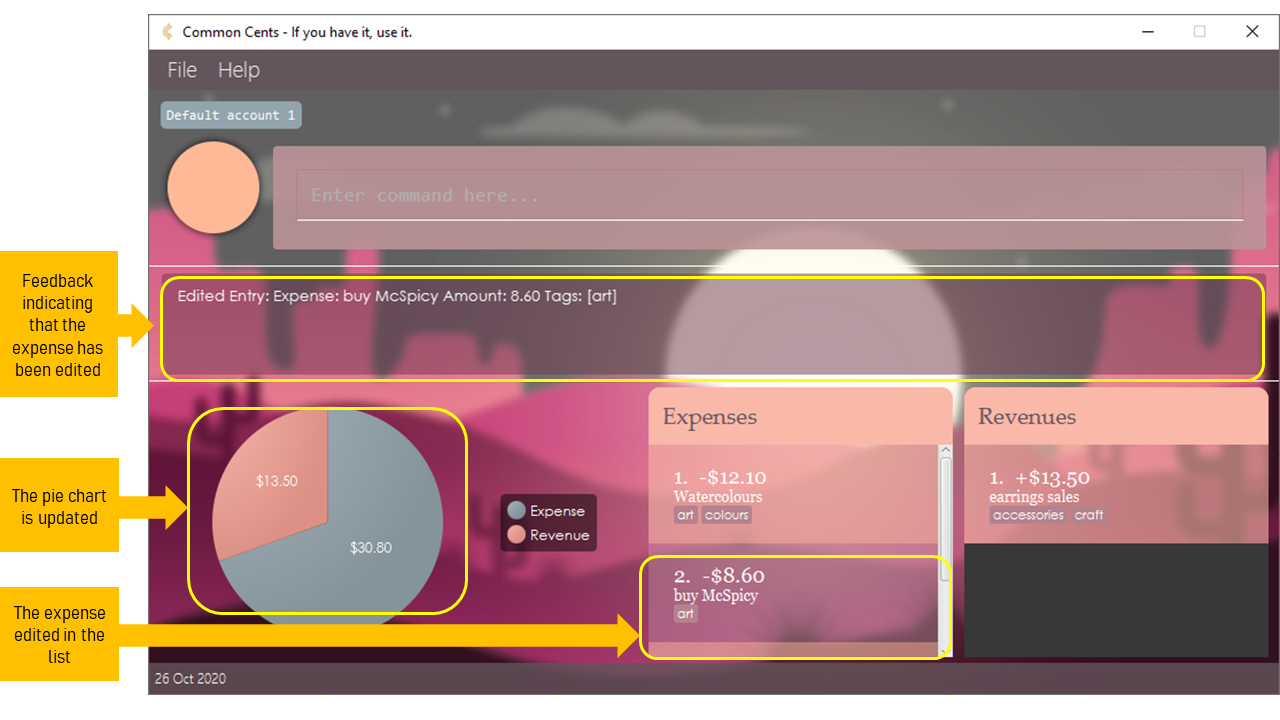 Common Cents - If you have it, use it.
File Help
Default account 1
Enter command here...
Feedback
indicating
that the
expense has
been edited
Edited Entry: Expense: buy McSpicy Amount: 8.60 Tags: [art]
The pie chart
is updated
$13.50
$30.80
Expense
Revenue
Expenses
1. -$12.10
Watercolours
art colours
2. -$8.60
buy McSpicy
art
Revenues
1. +$13.50
earrings sales
accessories craft
The expense
edited in the
list
26 Oct 2020